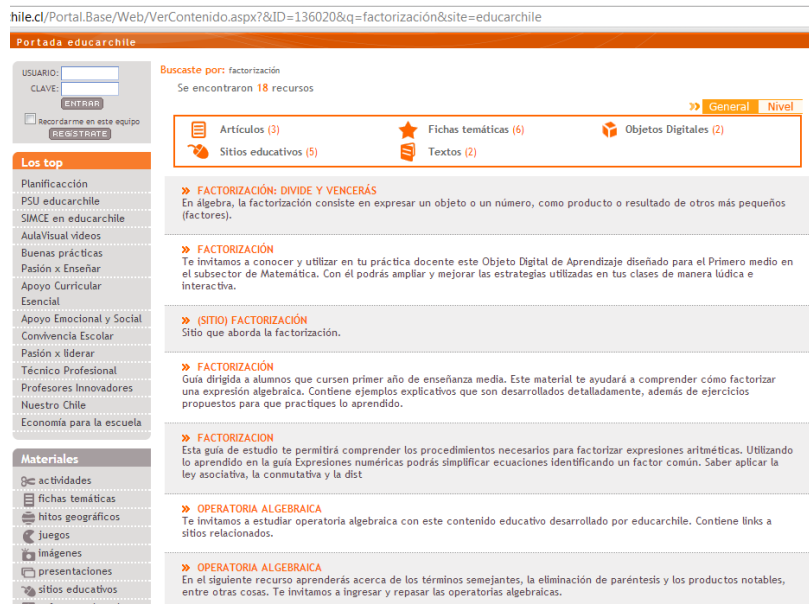 hile.cl/Portal.Base/Web/VerContenido.aspx?&ID=136020&q=factorización&site=educarchile
Portada educarchile
USUARIO:
CLAVE:
ENTRAR
Recordarme en este equipo
REGÍSTRATE
Los top
Planificacción
PSU educarchile
SIMCE en educarchile
AulaVisual videos
Buenas prácticas
Pasión x Enseñar
Apoyo Curricular
Esencial
Apoyo Emocional y Social
Convivencia Escolar
Pasión x liderar
Técnico Profesional
Profesores Innovadores
Nuestro Chile
Economía para la escuela
Materiales
actividades
fichas temáticas
hitos geográficos
juegos
imágenes
presentaciones
sitios educativos
Buscaste por: factorización
Se encontraron 18 recursos
» General Nivel
Artículos (3) Fichas temáticas (6) Objetos Digitales (2)
Sitios educativos (5) Textos (2)
» FACTORIZACIÓN: DIVIDE Y VENCERÁS
En álgebra, la factorización consiste en expresar un objeto o un número, como producto o resultado de otros más pequeños
(factores).
» FACTORIZACIÓN
Te invitamos a conocer y utilizar en tu práctica docente este Objeto Digital de Aprendizaje diseñado para el Primero medio en
el subsector de Matemática. Con él podrás ampliar y mejorar las estrategias utilizadas en tus clases de manera lúdica e
interactiva.
» (SITIO) FACTORIZACIÓN
Sitio que aborda la factorización.
» FACTORIZACIÓN
Guía dirigida a alumnos que cursen primer año de enseñanza media. Este material te ayudará a comprender cómo factorizar
una expresión algebraica. Contiene ejemplos explicativos que son desarrollados detalladamente, además de ejercicios
propuestos para que practiques lo aprendido.
» FACTORIZACION
Esta guía de estudio te permitirá comprender los procedimientos necesarios para factorizar expresiones aritméticas. Utilizando
lo aprendido en la guía Expresiones numéricas podrás simplificar ecuaciones identificando un factor común. Saber aplicar la
ley asociativa, la conmutativa y la dist
» OPERATORIA ALGEBRAICA
Te invitamos a estudiar operatoria algebraica con este contenido educativo desarrollado por educarchile. Contiene links a
sitios relacionados.
» OPERATORIA ALGEBRAICA
En el siguiente recurso aprenderás acerca de los términos semejantes, la eliminación de paréntesis y los productos notables,
entre otras cosas. Te invitamos a ingresar y repasar las operatorias algebraicas.